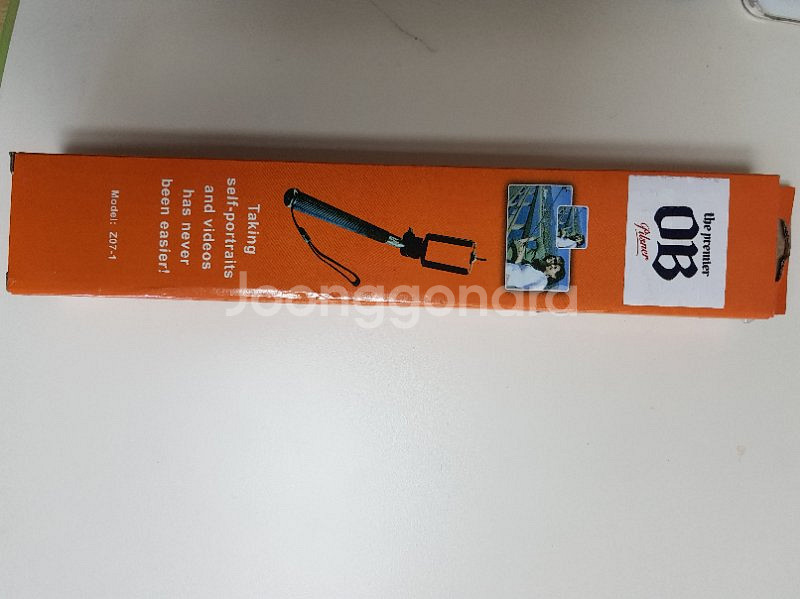 the premier
OB
Pilsner
Taking
self-portraits
and videos
has never
been easier!
Model: Z07-1
Joonggonara